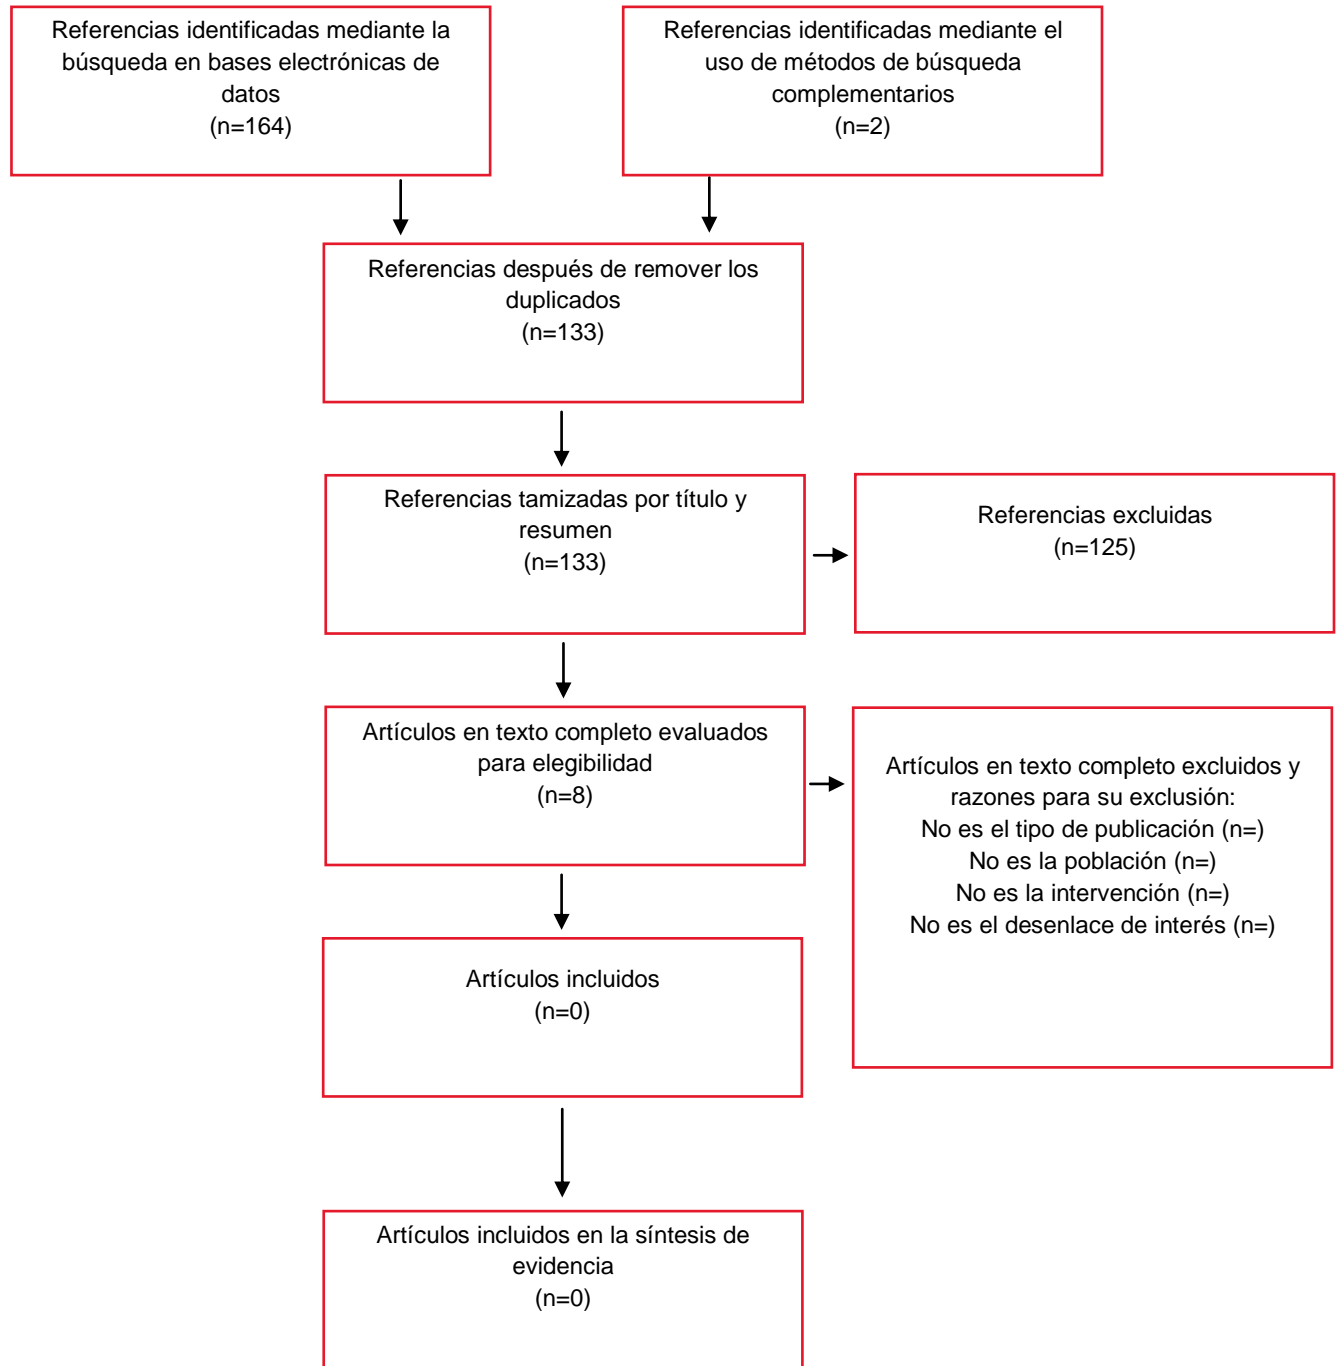 Referencias identificadas mediante la
búsqueda en bases electrónicas de
datos
(n=164)
Referencias identificadas mediante el
uso de métodos de búsqueda
complementarios
(n=2)
Referencias después de remover los
duplicados
(n=133)
Referencias tamizadas por título y
resumen
(n=133)
Referencias excluidas
(n=125)
Artículos en texto completo evaluados
para elegibilidad
(n=8)
Artículos en texto completo excluidos y
razones para su exclusión:
No es el tipo de publicación (n=)
No es la población (n=)
No es la intervención (n=)
No es el desenlace de interés (n=)
Artículos incluidos
(n=0)
Artículos incluidos en la síntesis de
evidencia
(n=0)